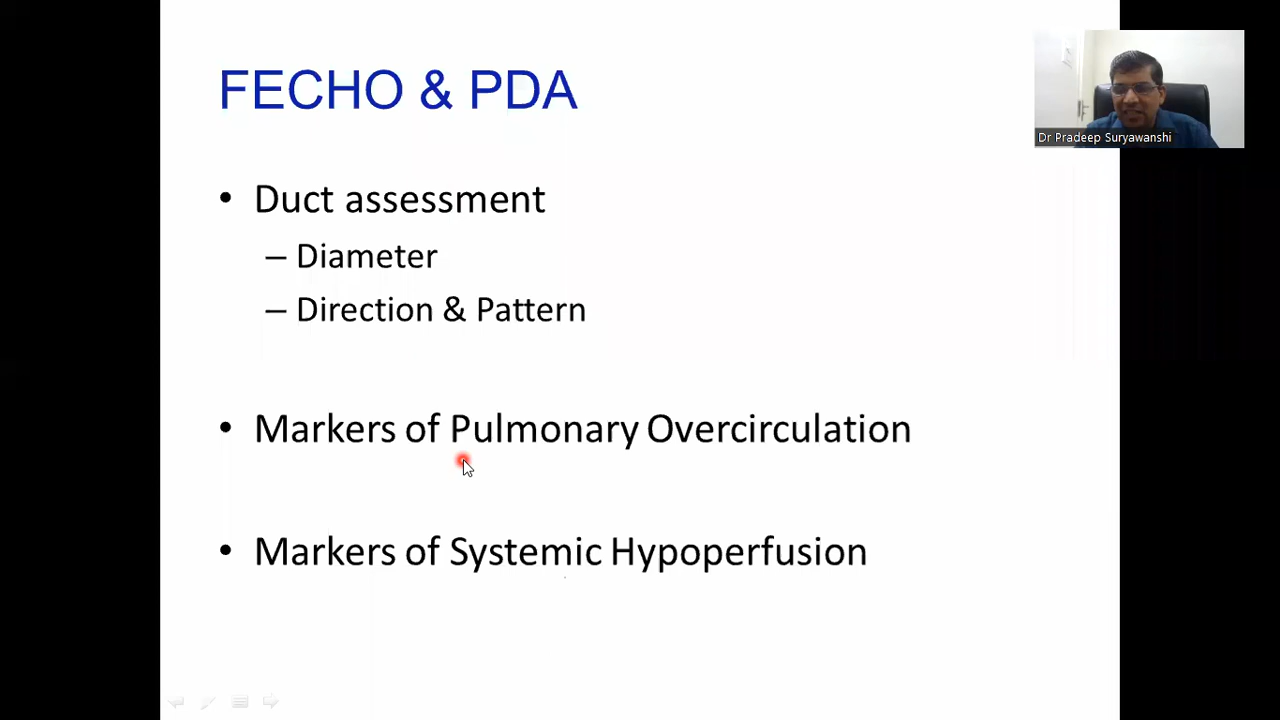 FECHO & PDA
Dr Pradeep Suryawanshi
• Duct assessment
– Diameter
– Direction & Pattern
• Markers of Pulmonary Overcirculation
• Markers of Systemic Hypoperfusion